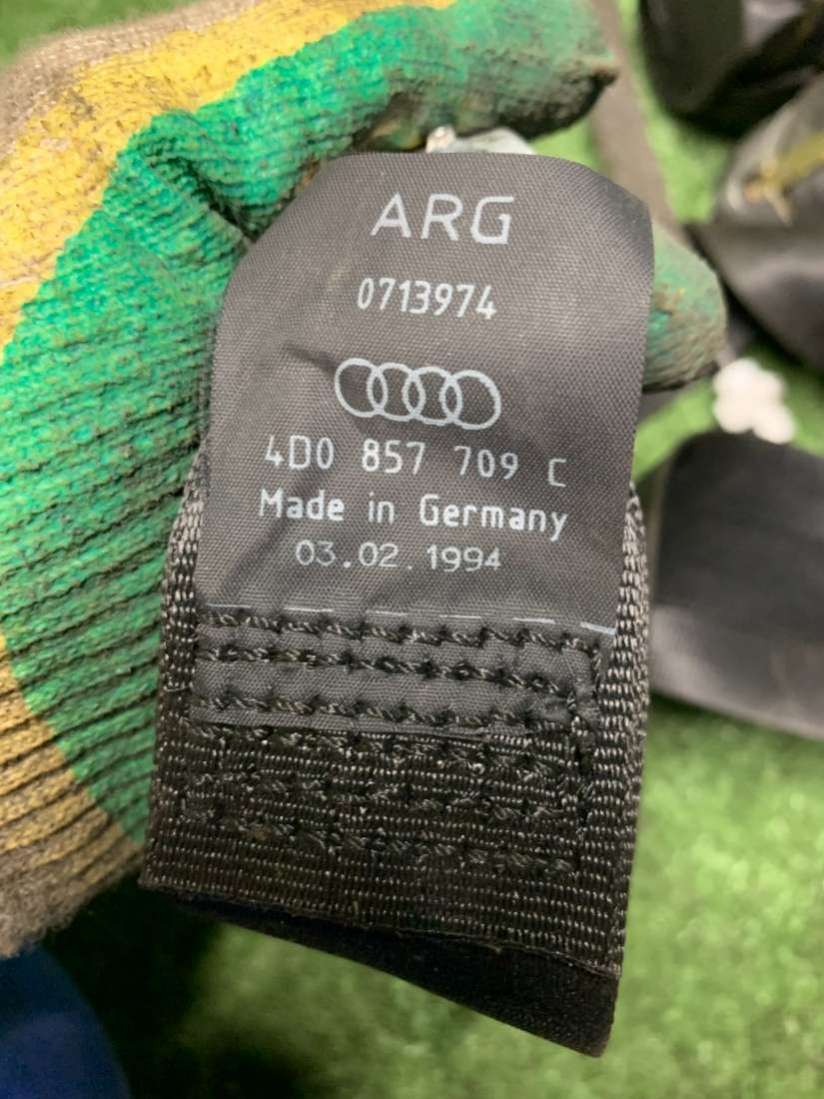 ARG
0713974
4D0 857 709 C
Made in Germany
03.02.1994